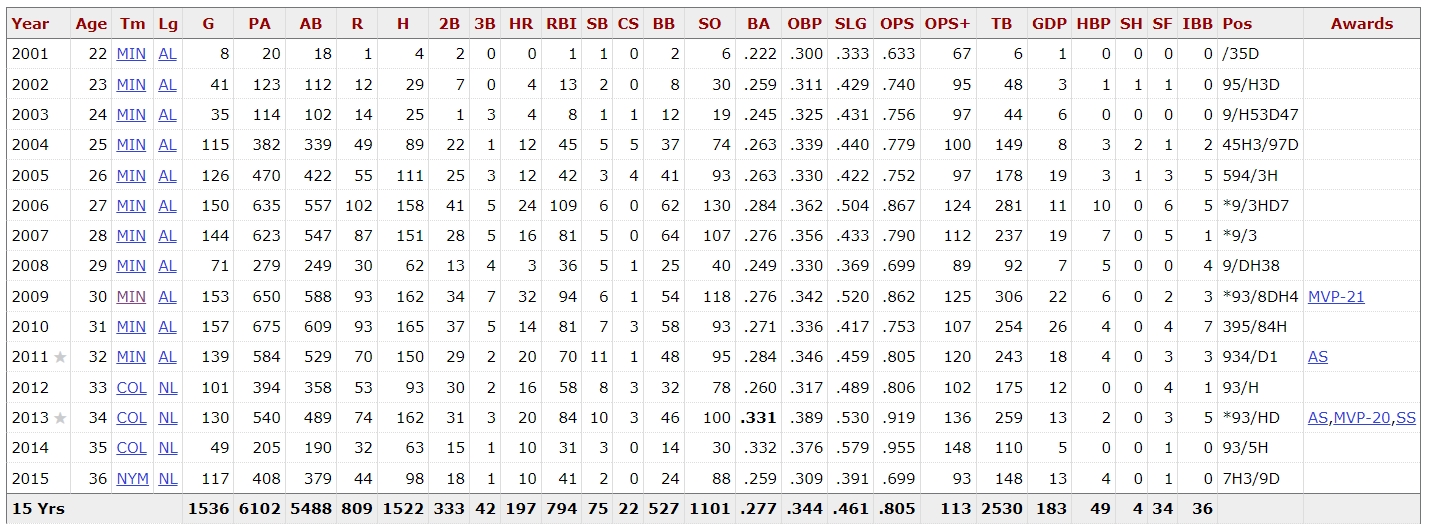 Year Age Tm Lg G PA AB R H 2B 3B HR RBI SB CS BB SO BA OBP SLG OPS OPS+ TB GDP HBP SH SF IBB Pos Awards
2001 22 MIN AL 8 20 18 1 4 2 0 0 1 1 0 2 6 .222 .300 .333 .633 67 6 1 0 0 0 0 /35D
2002 23 MIN AL 41 123 112 12 29 7 0 4 13 2 0 8 30 .259 .311 .429 .740 95 48 3 1 1 1 0 95/H3D
2003 24 MIN AL 35 114 102 14 25 1 3 4 8 1 1 12 19 .245 .325 .431 .756 97 44 6 0 0 0 0 9/H53D47
2004 25 MIN AL 115 382 339 49 89 22 1 12 45 5 5 37 74 .263 .339 .440 .779 100 149 8 3 2 1 2 45H3/97D
2005 26 MIN AL 126 470 422 55 111 25 3 12 42 3 4 41 93 .263 .330 .422 .752 97 178 19 3 1 3 5 594/3H
2006 27 MIN AL 150 635 557 102 158 41 5 24 109 6 0 62 130 .284 .362 .504 .867 124 281 11 10 0 6 5 *9/3HD7
2007 28 MIN AL 144 623 547 87 151 28 5 16 81 5 0 64 107 .276 .356 .433 .790 112 237 19 7 0 5 1 *9/3
2008 29 MIN AL 71 279 249 30 62 13 4 3 36 5 1 25 40 .249 .330 .369 .699 89 92 7 5 0 0 4 9/DH38
2009 30 MIN AL 153 650 588 93 162 34 7 32 94 6 1 54 118 .276 .342 .520 .862 125 306 22 6 0 2 3 *93/8DH4 MVP-21
2010 31 MIN AL 157 675 609 93 165 37 5 14 81 7 3 58 93 .271 .336 .417 .753 107 254 26 4 0 4 7 395/84H
2011 ★ 32 MIN AL 139 584 529 70 150 29 2 20 70 11 1 48 95 .284 .346 .459 .805 120 243 18 4 0 3 3 934/D1 AS
2012 33 COL NL 101 394 358 53 93 30 2 16 58 8 3 32 78 .260 .317 .489 .806 102 175 12 0 0 4 1 93/H
2013 ★ 34 COL NL 130 540 489 74 162 31 3 20 84 10 3 46 100 .331 .389 .530 .919 136 259 13 2 0 3 5 *93/HD AS,MVP-20,SS
2014 35 COL NL 49 205 190 32 63 15 1 10 31 3 0 14 30 .332 .376 .579 .955 148 110 5 0 0 1 0 93/5H
2015 36 NYM NL 117 408 379 44 98 18 1 10 41 2 0 24 88 .259 .309 .391 .699 93 148 13 4 0 1 0 7H3/9D
15 Yrs 1536 6102 5488 809 1522 333 42 197 794 75 22 527 1101 .277 .344 .461 .805 113 2530 183 49 4 34 36